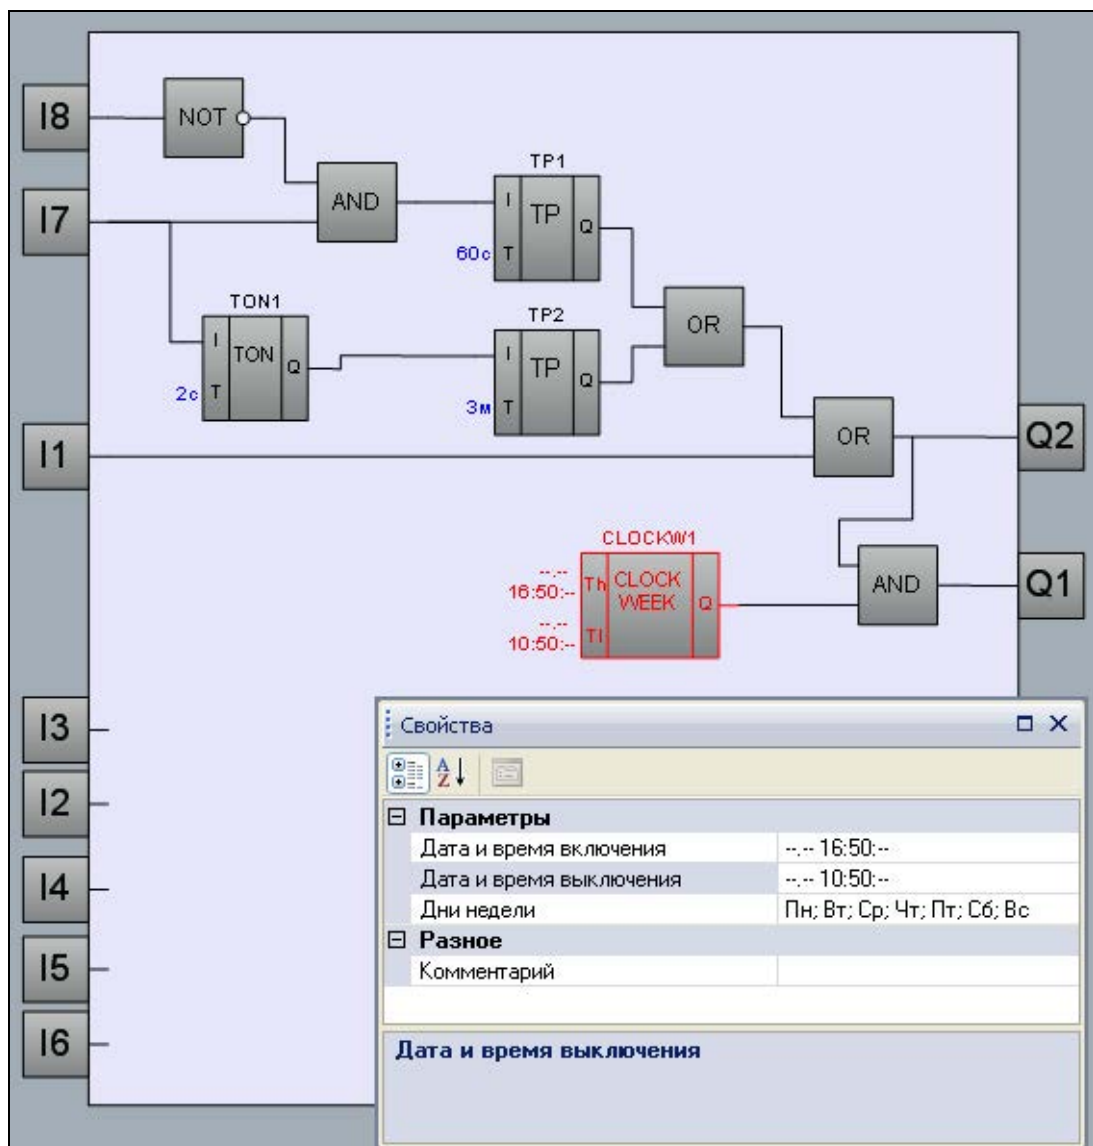 I8
NOT
TP1
I7
AND
I
TP
Q
60с
T
TON1
TP2
OR
I
TON
Q
I
TP
Q
2с
T
3м
T
I1
OR
Q2
CLOCKW1
--.--
16:50:--
Th
CLOCK
WEEK
Q
AND
Q1
--.--
10:50:--
Tl
I3
Свойства
I2
A
Z
Параметры
Дата и время включения --.-- 16:50:--
Дата и время выключения --.-- 10:50:--
I4
Дни недели Пн; Вт; Ср; Чт; Пт; Сб; Вс
Разное
I5
Комментарий
I6
Дата и время выключения